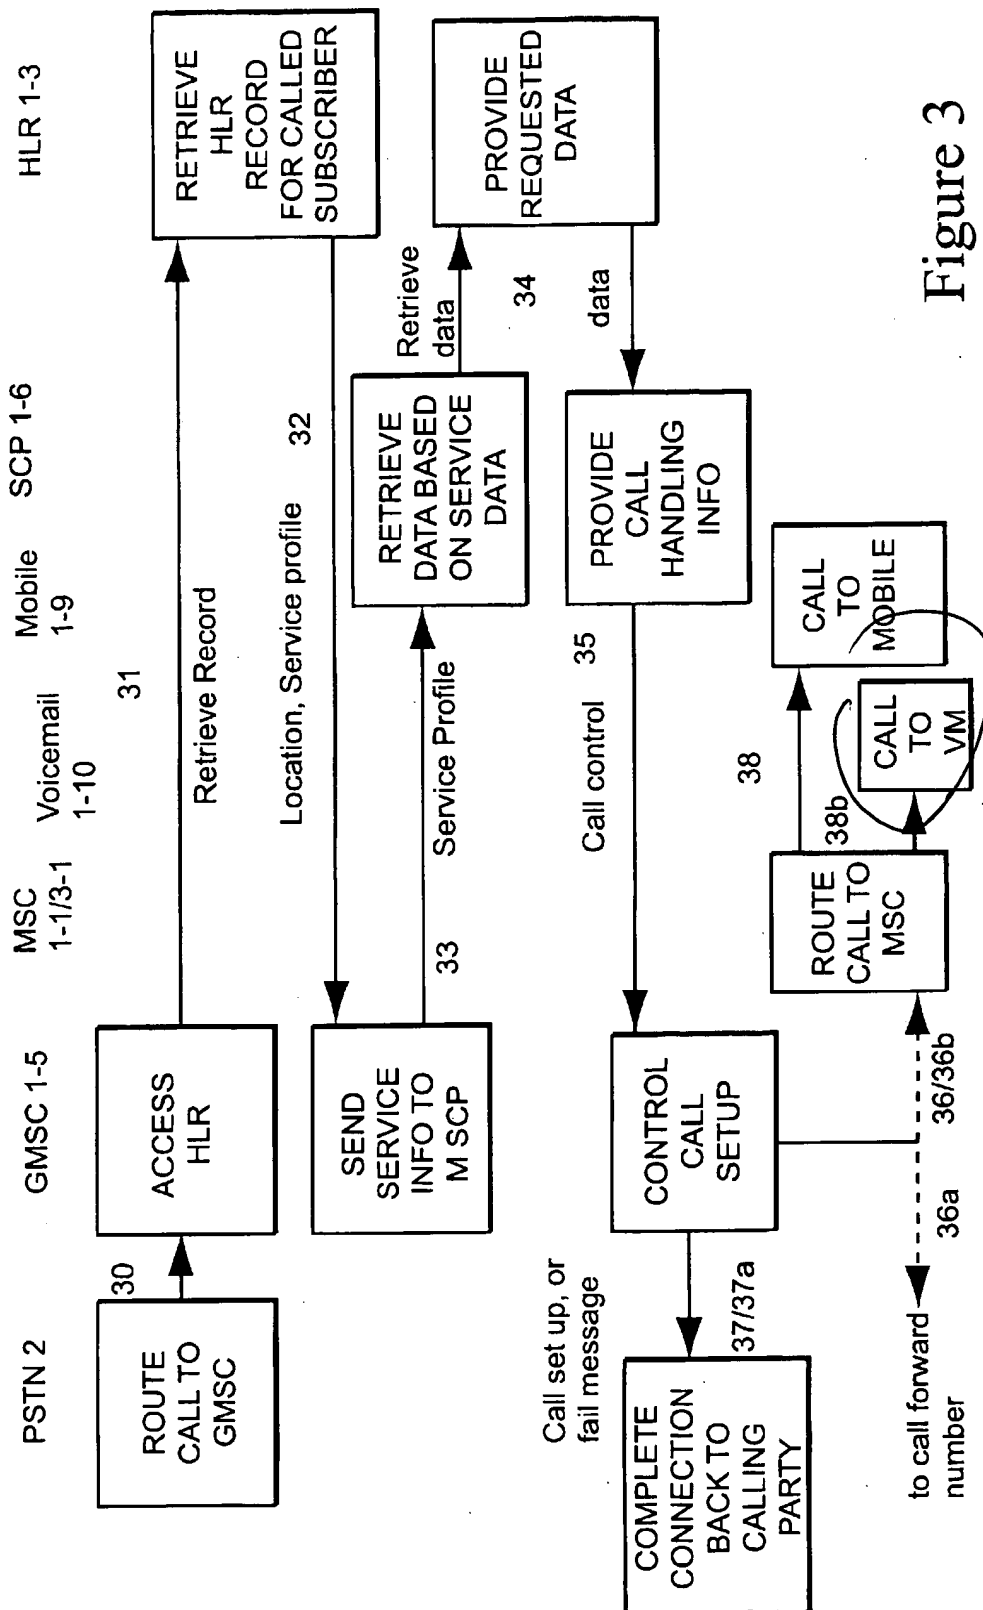 PSTN 2
GMSC 1-5
MSC
1-1/3-1
Voicemail
1-10
Mobile
1-9
SCP 1-6
HLR 1-3
ROUTE
CALL TO
GMSC
30
ACCESS
HLR
31
Retrieve Record
RETRIEVE
HLR
RECORD
FOR CALLED
SUBSCRIBER
32
Location, Service profile
SEND
SERVICE
INFO TO
M SCP
33
Service Profile
RETRIEVE
DATA BASED
ON SERVICE
DATA
Retrieve
data
34
PROVIDE
REQUESTED
DATA
data
PROVIDE
CALL
HANDLING
INFO
35
Call control
CONTROL
CALL
SETUP
Call set up, or
fail message
37/37a
COMPLETE
CONNECTION
BACK TO
CALLING
PARTY
to call forward
number
36a
36/36b
ROUTE
CALL TO
MSC
38
38b
CALL
TO
MOBILE
CALL
TO
VM
Figure 3